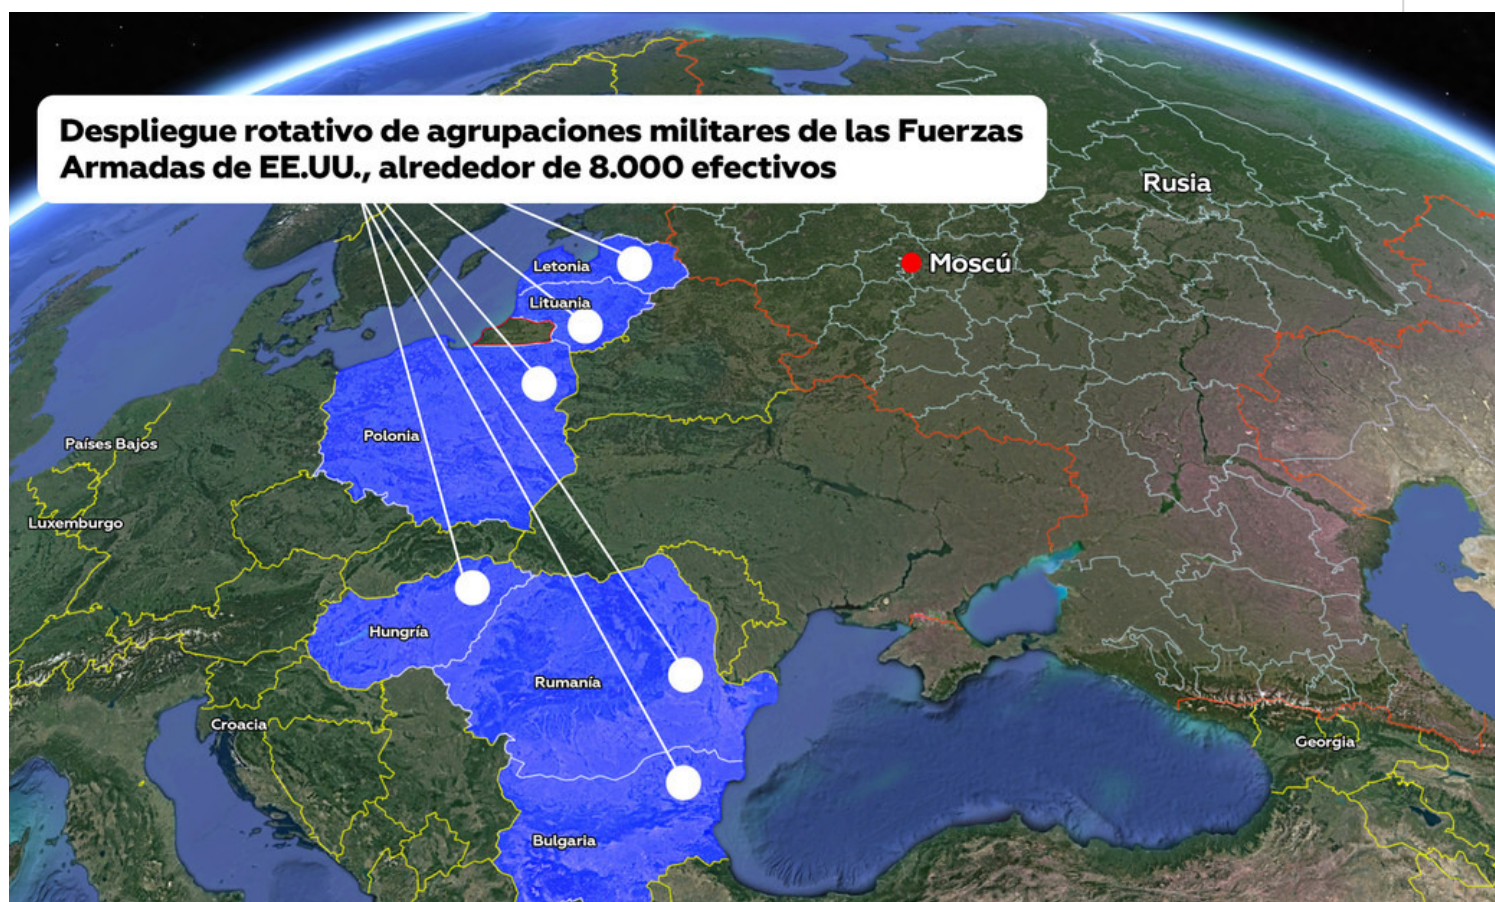 Despliegue rotativo de agrupaciones militares de las Fuerzas
Armadas de EE.UU., alrededor de 8.000 efectivos
Rusia
Moscú
Letonia
Lituania
Polonia
Países Bajos
Luxemburgo
Hungría
Rumanía
Croacia
Georgia
Bulgaria